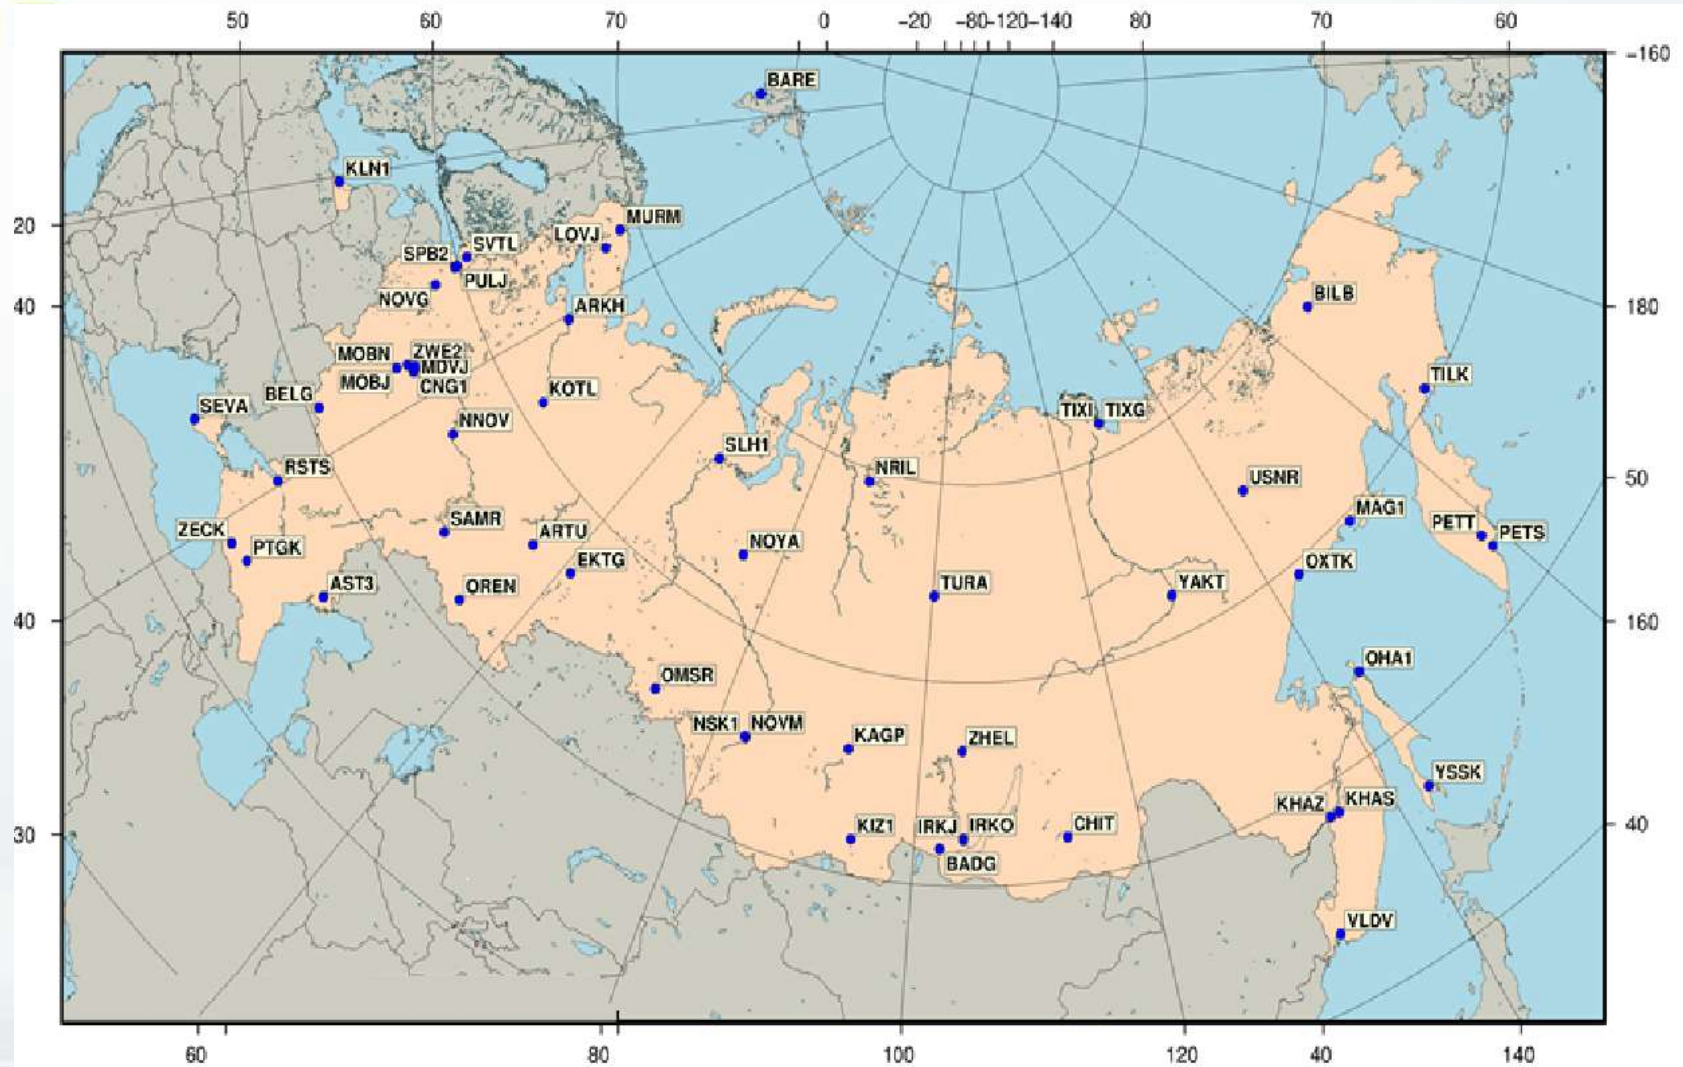 50 60 70 0 -20 -80 -120 -140 80 70 60
-160
BARE
KLN1
20
MURM
LOVJ
SVTL
SPB2
PULJ
NOVG
40
ARKH
BILB
180
MOBN
ZWE2
MDVJ
MOBJ
CNG1
TILK
KOTL
BELG
SEVA
NNOV
TIXI TIXG
SLH1
RSTS
NRIL
USNR
50
MAG1
SAMR
PETT
PETS
ZECK
ARTU
NOYA
PTGK
EKTG
OXTK
AST3
OREN
TURA
YAKT
40
160
OHA1
OMSR
NSK1 NOVM
KAGP
ZHEL
YSSK
KHAZ
KHAS
KIZ1
IRKJ IRKO
CHIT
30
40
BADG
VLDV
60 80 100 120 40 140